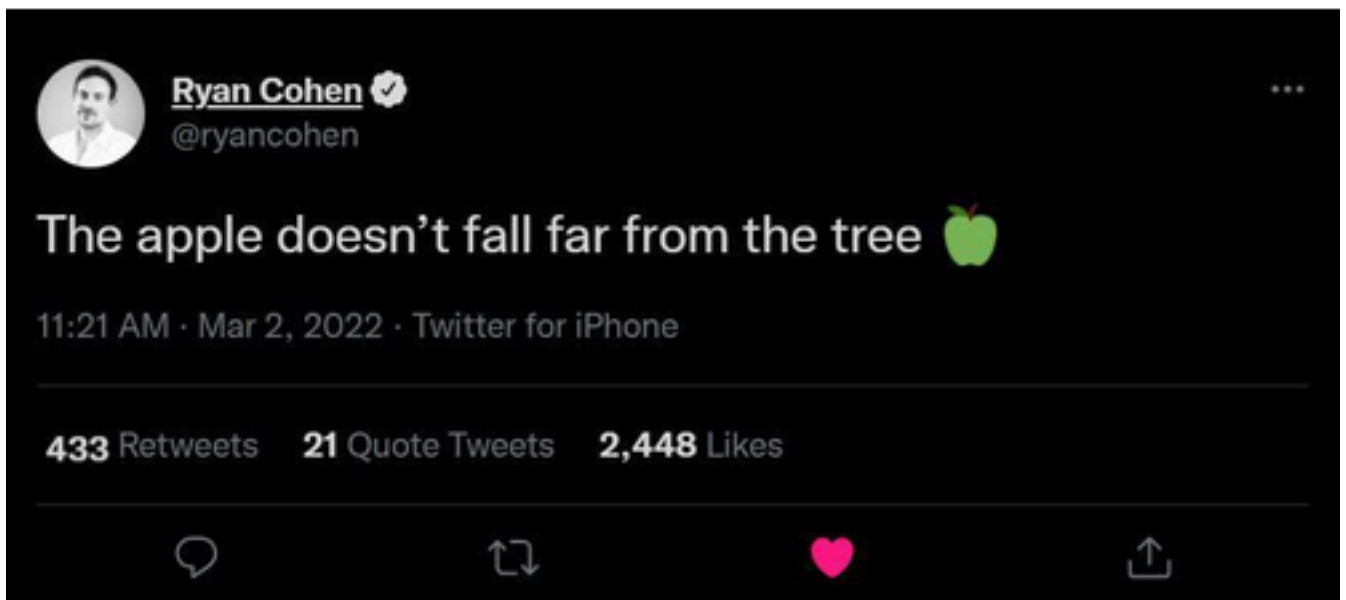 Ryan Cohen
@ryancohen
The apple doesn’t fall far from the tree 🍏
11:21 AM · Mar 2, 2022 · Twitter for iPhone
433 Retweets 21 Quote Tweets 2,448 Likes